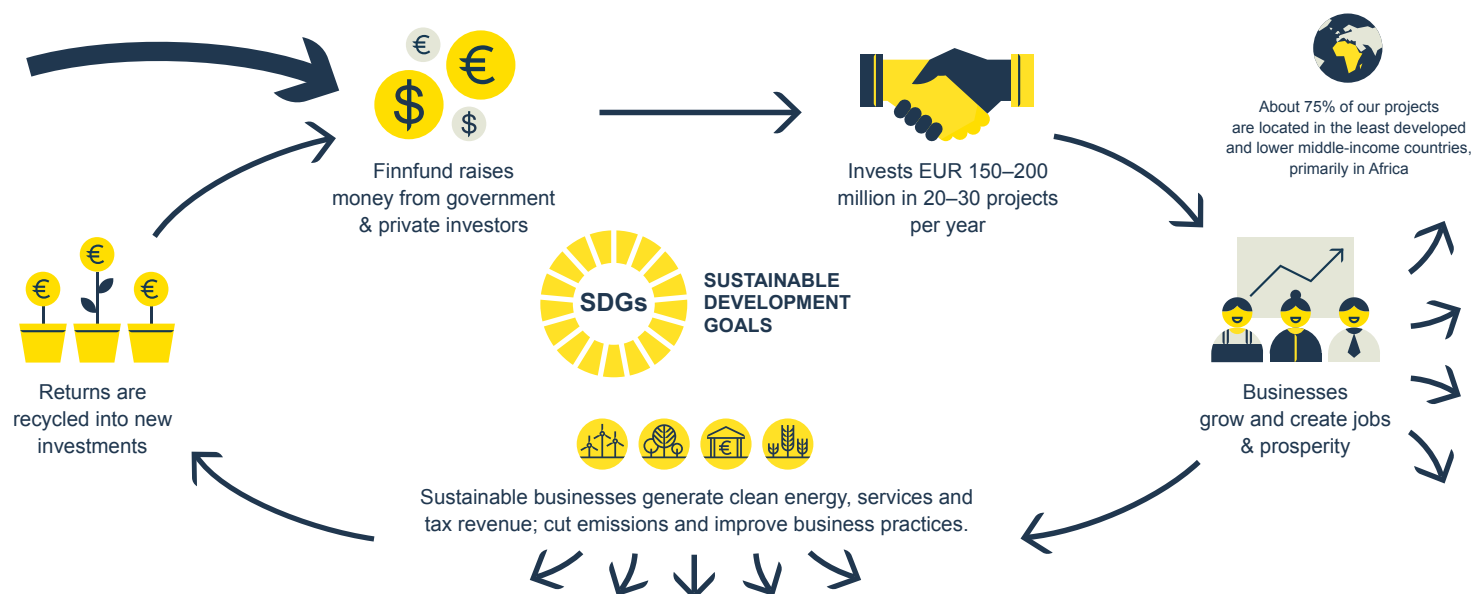 €
€
$
$
Finnfund raises
money from government
& private investors
Invests EUR 150–200
million in 20–30 projects
per year
About 75% of our projects
are located in the least developed
and lower middle-income countries,
primarily in Africa
Businesses
grow and create jobs
& prosperity
SDGs
SUSTAINABLE
DEVELOPMENT
GOALS
€
Sustainable businesses generate clean energy, services and
tax revenue; cut emissions and improve business practices.
€
€
€
Returns are
recycled into new
investments